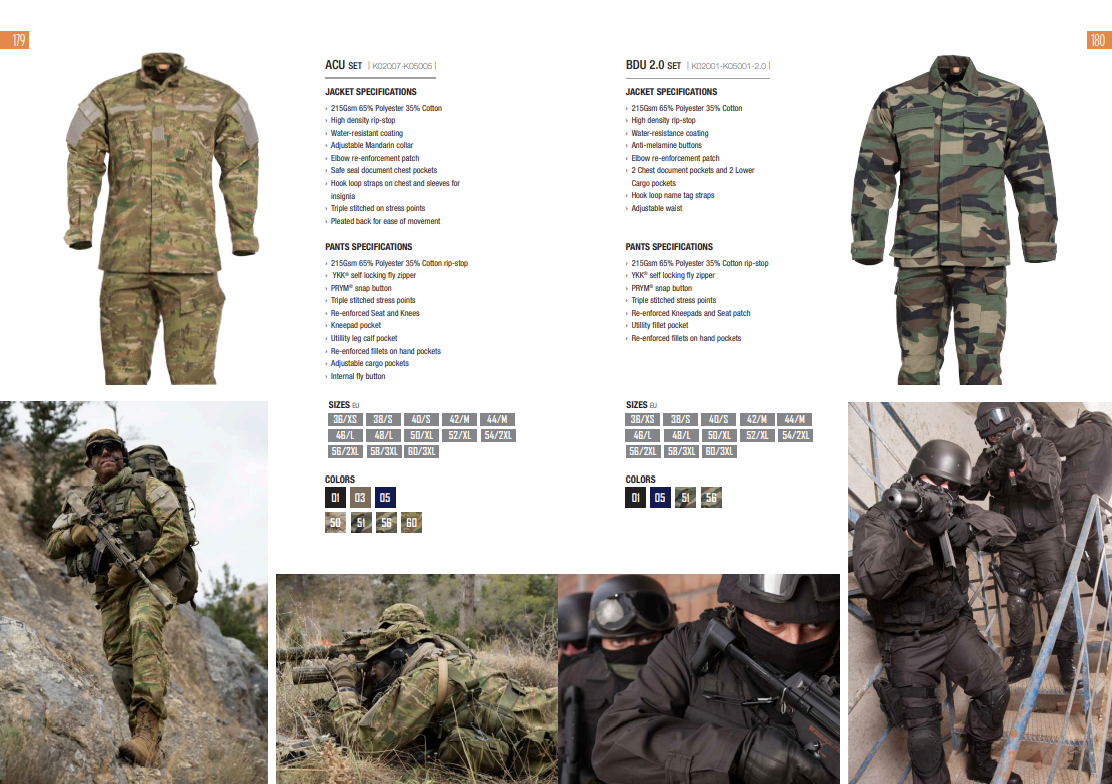 179
180
ACU SET | K02007-K05005 |
JACKET SPECIFICATIONS
› 215Gsm 65% Polyester 35% Cotton
› High density rip-stop
› Water-resistant coating
› Adjustable Mandarin collar
› Elbow re-enforcement patch
› Safe seal document chest pockets
› Hook loop straps on chest and sleeves for
insignia
› Triple stitched on stress points
› Pleated back for ease of movement
PANTS SPECIFICATIONS
› 215Gsm 65% Polyester 35% Cotton rip-stop
› YKK® self locking fly zipper
› PRYM® snap button
› Triple stitched stress points
› Re-enforced Seat and Knees
› Kneepad pocket
› Utillity leg calf pocket
› Re-enforced fillets on hand pockets
› Adjustable cargo pockets
› Internal fly button
SIZES EU
36/XS 38/S 40/S 42/M 44/M
46/L 48/L 50/XL 52/XL 54/2XL
56/2XL 58/3XL 60/3XL
COLORS
01 03 05
50 51 56 60
BDU 2.0 SET | K02001-K05001-2.0 |
JACKET SPECIFICATIONS
› 215Gsm 65% Polyester 35% Cotton
› High density rip-stop
› Water-resistance coating
› Anti-melamine buttons
› Elbow re-enforcement patch
› 2 Chest document pockets and 2 Lower
Cargo pockets
› Hook loop name tag straps
› Adjustable waist
PANTS SPECIFICATIONS
› 215Gsm 65% Polyester 35% Cotton rip-stop
› YKK® self locking fly zipper
› PRYM® snap button
› Triple stitched stress points
› Re-enforced Kneepads and Seat patch
› Utillity fillet pocket
› Re-enforced fillets on hand pockets
SIZES EU
36/XS 38/S 40/S 42/M 44/M
46/L 48/L 50/XL 52/XL 54/2XL
56/2XL 58/3XL 60/3XL
COLORS
01 05 51 56